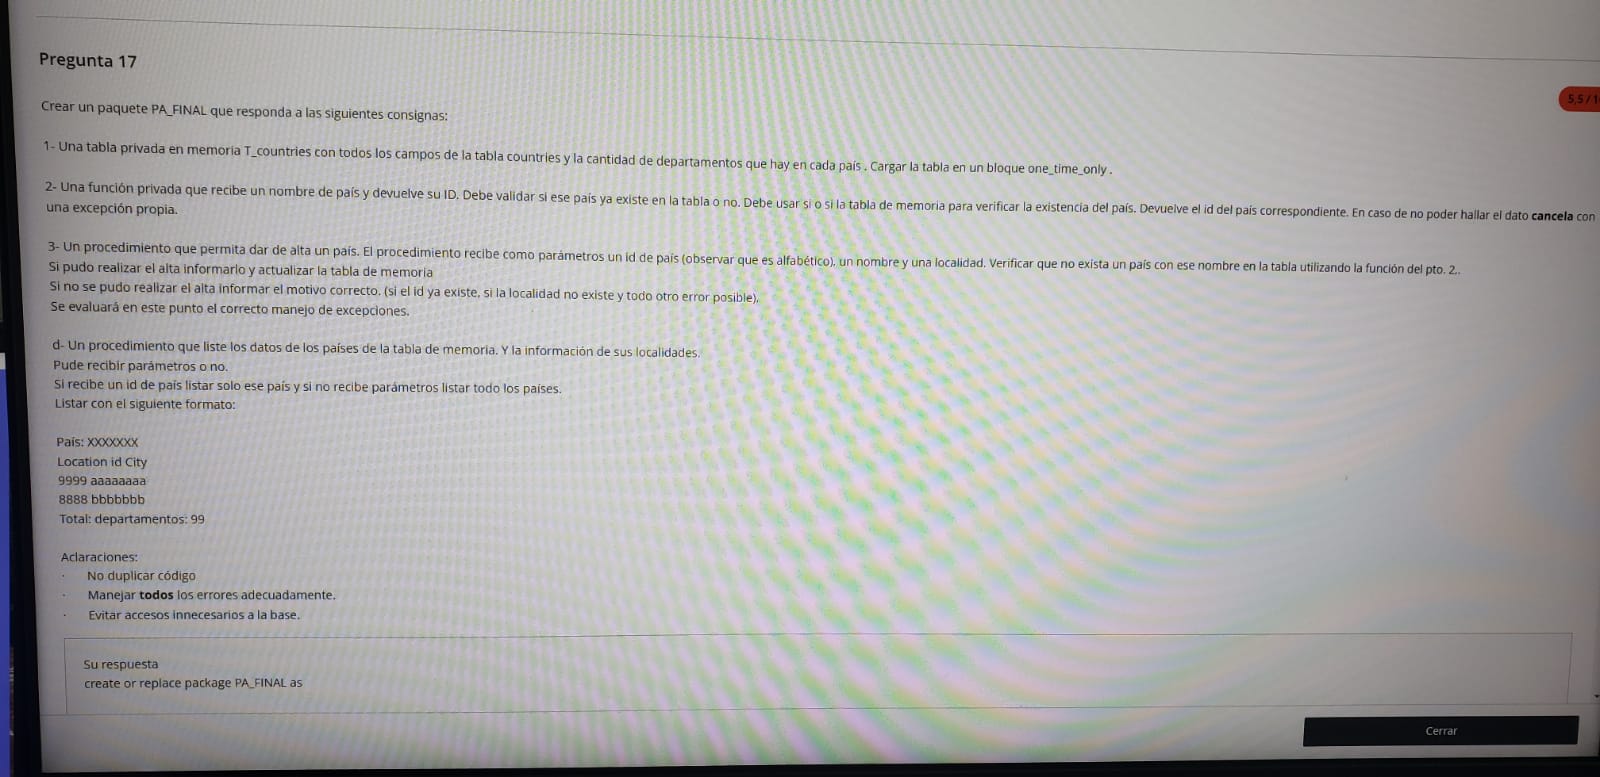 Pregunta 17
5,5 / 1
Crear un paquete PA_FINAL que responda a las siguientes consignas:
1- Una tabla privada en memoria T_countries con todos los campos de la tabla countries y la cantidad de departamentos que hay en cada país . Cargar la tabla en un bloque one_time_only .
2- Una función privada que recibe un nombre de país y devuelve su ID. Debe validar si ese país ya existe en la tabla o no. Debe usar si o si la tabla de memoria para verificar la existencia del país. Devuelve el id del país correspondiente. En caso de no poder hallar el dato cancela con
una excepción propia.
3- Un procedimiento que permita dar de alta un país. El procedimiento recibe como parámetros un id de país (observar que es alfabético), un nombre y una localidad. Verificar que no exista un país con ese nombre en la tabla utilizando la función del pto. 2..
Si pudo realizar el alta informarlo y actualizar la tabla de memoria
Si no se pudo realizar el alta informar el motivo correcto. (si el id ya existe, si la localidad no existe y todo otro error posible).
Se evaluará en este punto el correcto manejo de excepciones.
d- Un procedimiento que liste los datos de los países de la tabla de memoria. Y la información de sus localidades.
Pude recibir parámetros o no.
Si recibe un id de país listar solo ese país y si no recibe parámetros listar todo los países.
Listar con el siguiente formato:
País: XXXXXXX
Location id City
9999 aaaaaaaa
8888 bbbbbbb
Total: departamentos: 99
Aclaraciones:
· No duplicar código
· Manejar todos los errores adecuadamente.
· Evitar accesos innecesarios a la base.
Su respuesta
create or replace package PA_FINAL as
Cerrar